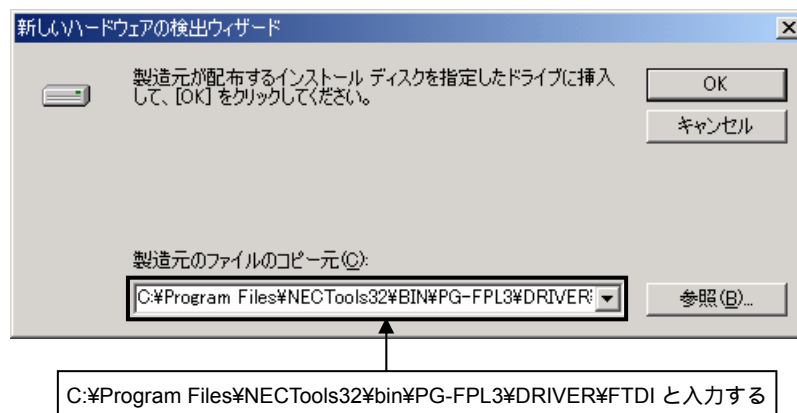 新しいハードウェアの検出ウィザード
製造元が配布するインストール ディスクを指定したドライブに挿入
して、[OK] をクリックしてください。
OK
キャンセル
製造元のファイルのコピー元(C):
C:¥Program Files¥NECTools32¥BIN¥PG-FPL3¥DRIVER
参照(B)...
C:¥Program Files¥NECTools32¥bin¥PG-FPL3¥DRIVER¥FTDI と入力する